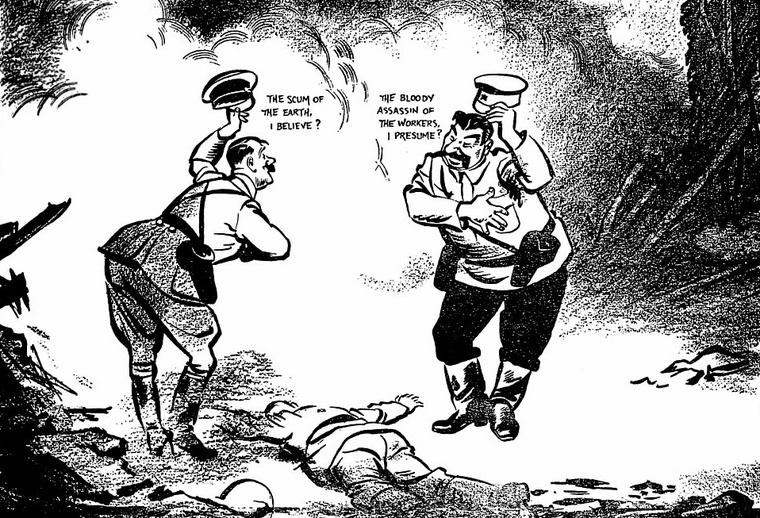 THE SCUM OF
THE EARTH,
I BELIEVE?
THE BLOODY
ASSASSIN OF
THE WORKERS,
I PRESUME?